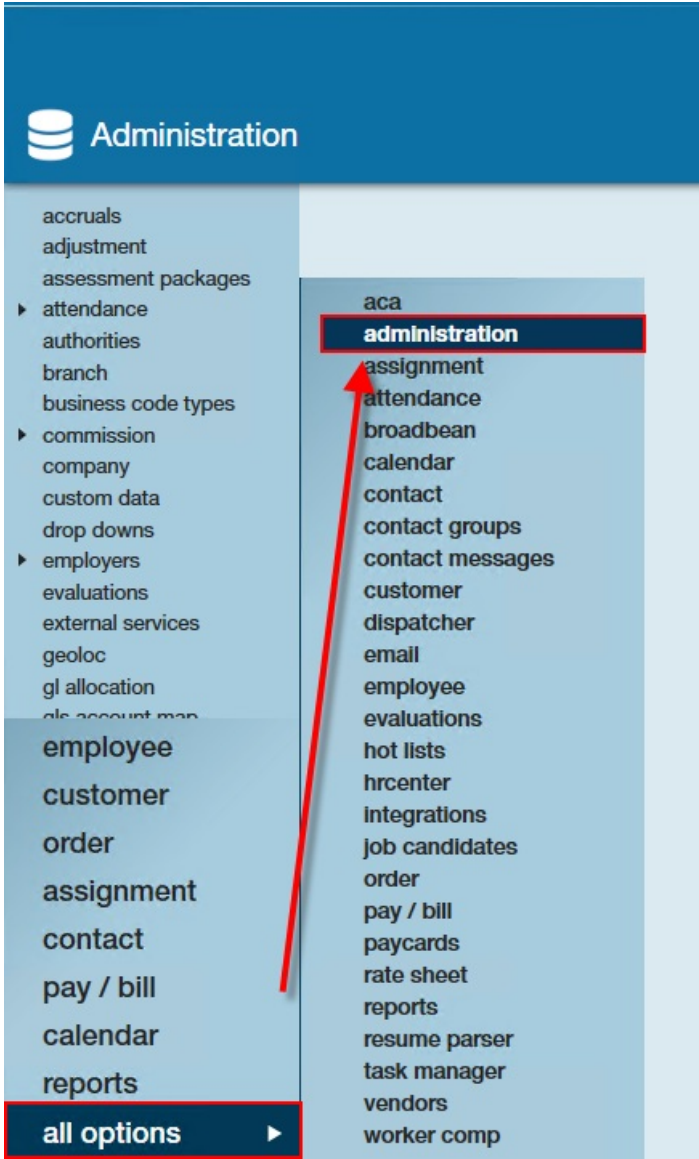 Administration
accruals
adjustment
assessment packages
attendance
authorities
branch
business code types
commission
company
custom data
drop downs
employers
evaluations
external services
geoloc
gl allocation
gls account map
employee
customer
order
assignment
contact
pay / bill
calendar
reports
all options
aca
administration
assignment
attendance
broadbean
calendar
contact
contact groups
contact messages
customer
dispatcher
email
employee
evaluations
hot lists
hrcenter
integrations
job candidates
order
pay / bill
paycards
rate sheet
reports
resume parser
task manager
vendors
worker comp